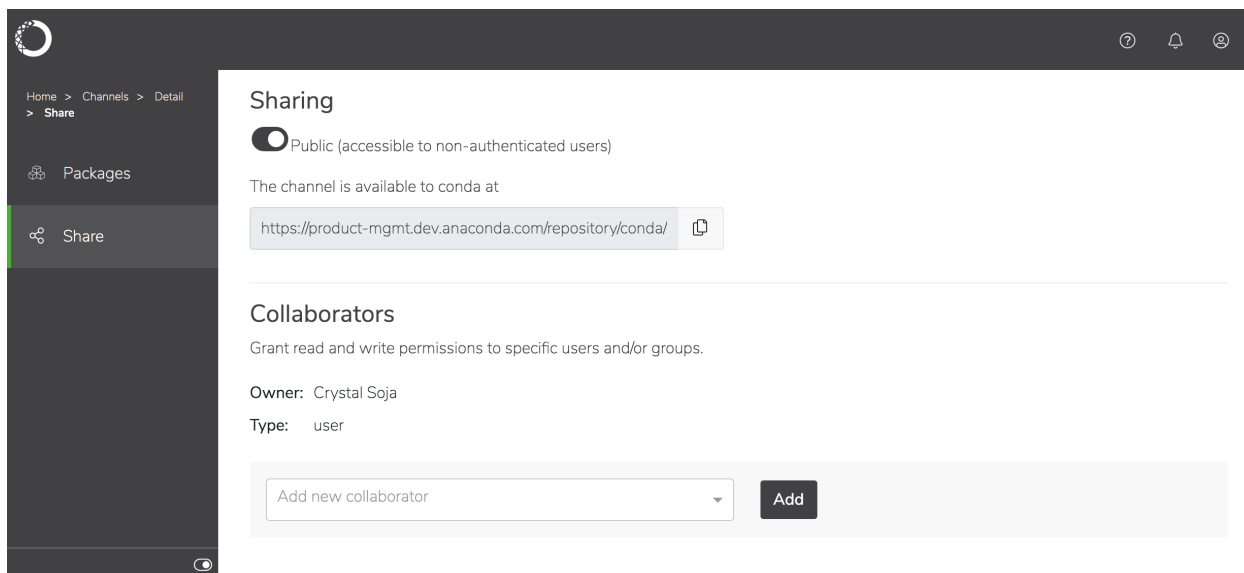 Home > Channels > Detail
> Share
Packages
Share
Sharing
Public (accessible to non-authenticated users)
The channel is available to conda at
https://product-mgmt.dev.anaconda.com/repository/conda/
Collaborators
Grant read and write permissions to specific users and/or groups.
Owner: Crystal Soja
Type: user
Add new collaborator
Add